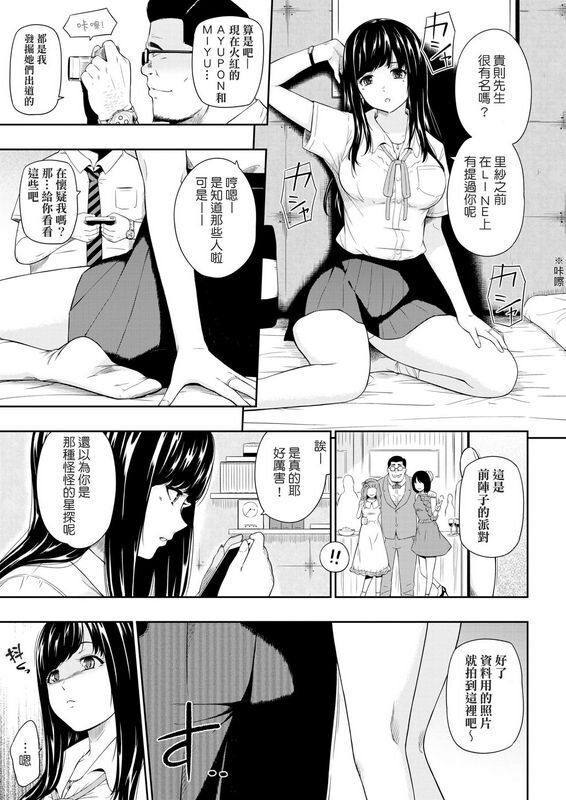 貴則先生
很有名嗎?
里紗之前
在LINE上
有提過你呢
カシャ
カシャ
※咔嚓
算是吧—
現在火紅的
AYUPON和
MIYU…
咔嚓!
都是我
發掘她們出道的
哼嗯—
是知道那些人啦
可是—
在懷疑我嗎?
那…給你看看
這些吧
這是
前陣子的派對
!!
誒—
是真的耶
好厲害!
還以為你是
那種怪怪的星探呢
好了
資料用的照片
就拍到這裡吧~
…嗯